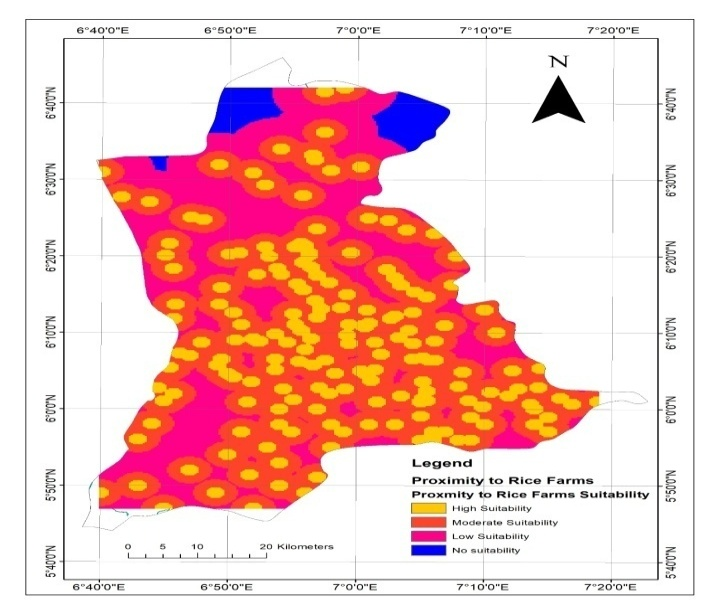 6°40'0"E 6°50'0"E 7°0'0"E 7°10'0"E 7°20'0"E
N
6°40'0"N 6°40'0"N
6°30'0"N 6°30'0"N
6°20'0"N 6°20'0"N
6°10'0"N 6°10'0"N
6°0'0"N 6°0'0"N
5°50'0"N 5°50'0"N
5°40'0"N 5°40'0"N
Legend
Proximity to Rice Farms
Proxmity to Rice Farms Suitability
High Suitability
Moderate Suitability
Low Suitability
No suitability
0 5 10 20 Kilometers
6°40'0"E 6°50'0"E 7°0'0"E 7°10'0"E 7°20'0"E